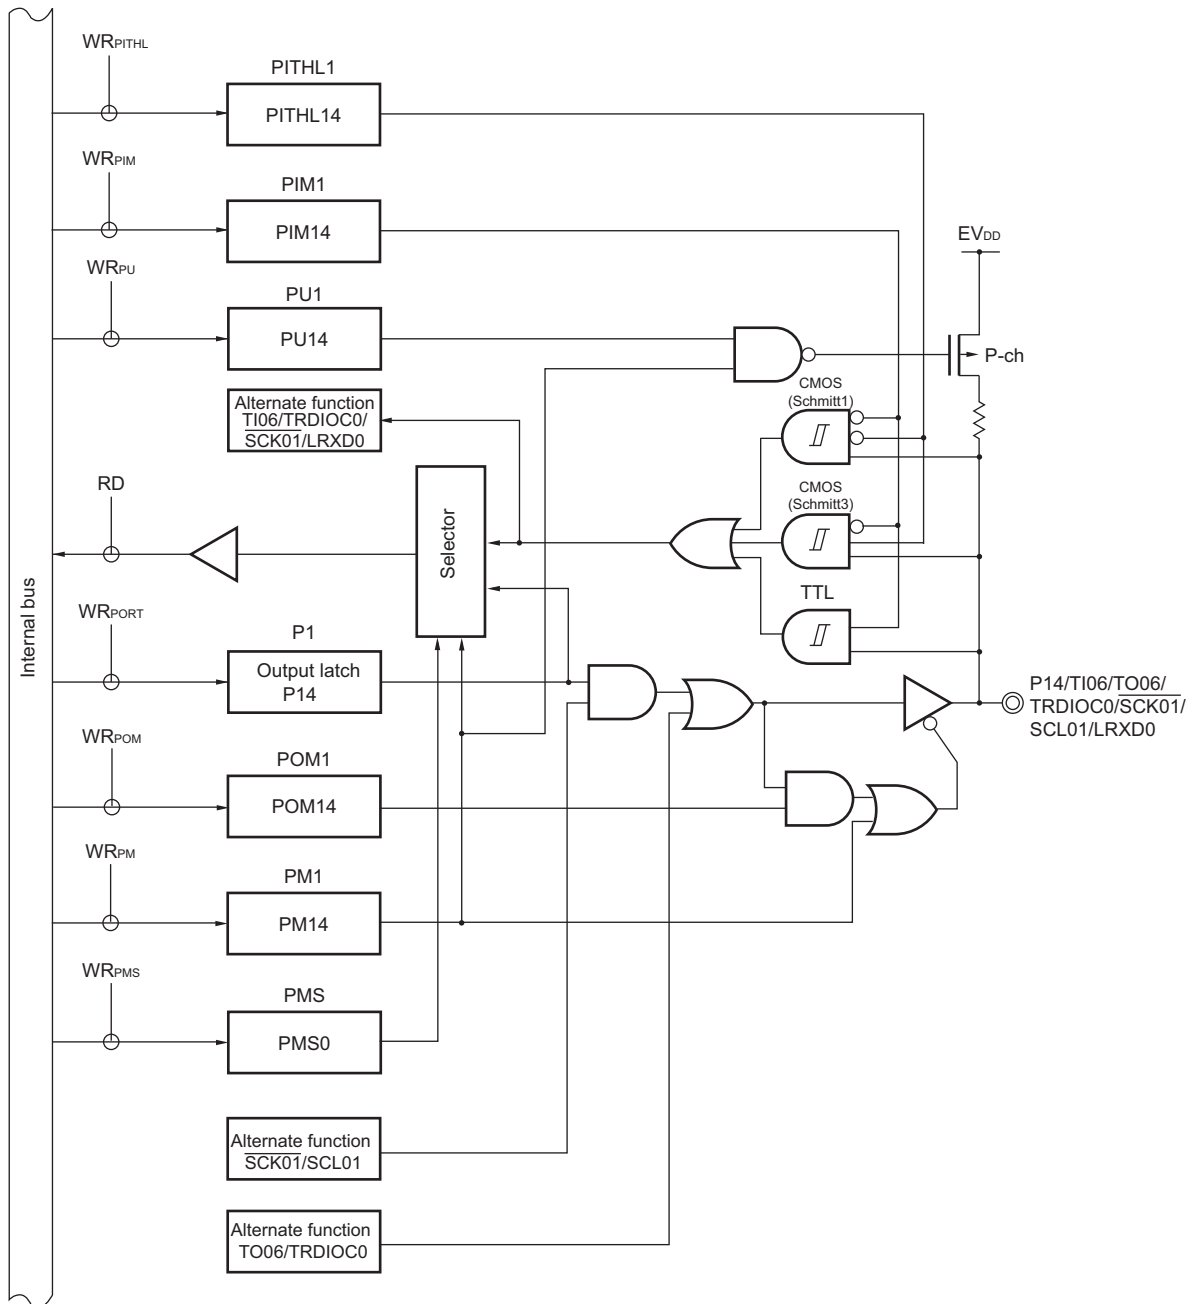 WRPITHL
PITHL1
PITHL14
WRPIM
PIM1
PIM14
EVDD
WRPU
PU1
PU14
P-ch
CMOS
(Schmitt1)
Alternate function
TI06/TRDIOC0/
SCK01/LRXD0
RD
Selector
CMOS
(Schmitt3)
Internal bus
TTL
WRPORT
P1
Output latch
P14
P14/TI06/TO06/
TRDIOC0/SCK01/
SCL01/LRXD0
WRPOM
POM1
POM14
WRPM
PM1
PM14
WRPMS
PMS
PMS0
Alternate function
SCK01/SCL01
Alternate function
TO06/TRDIOC0